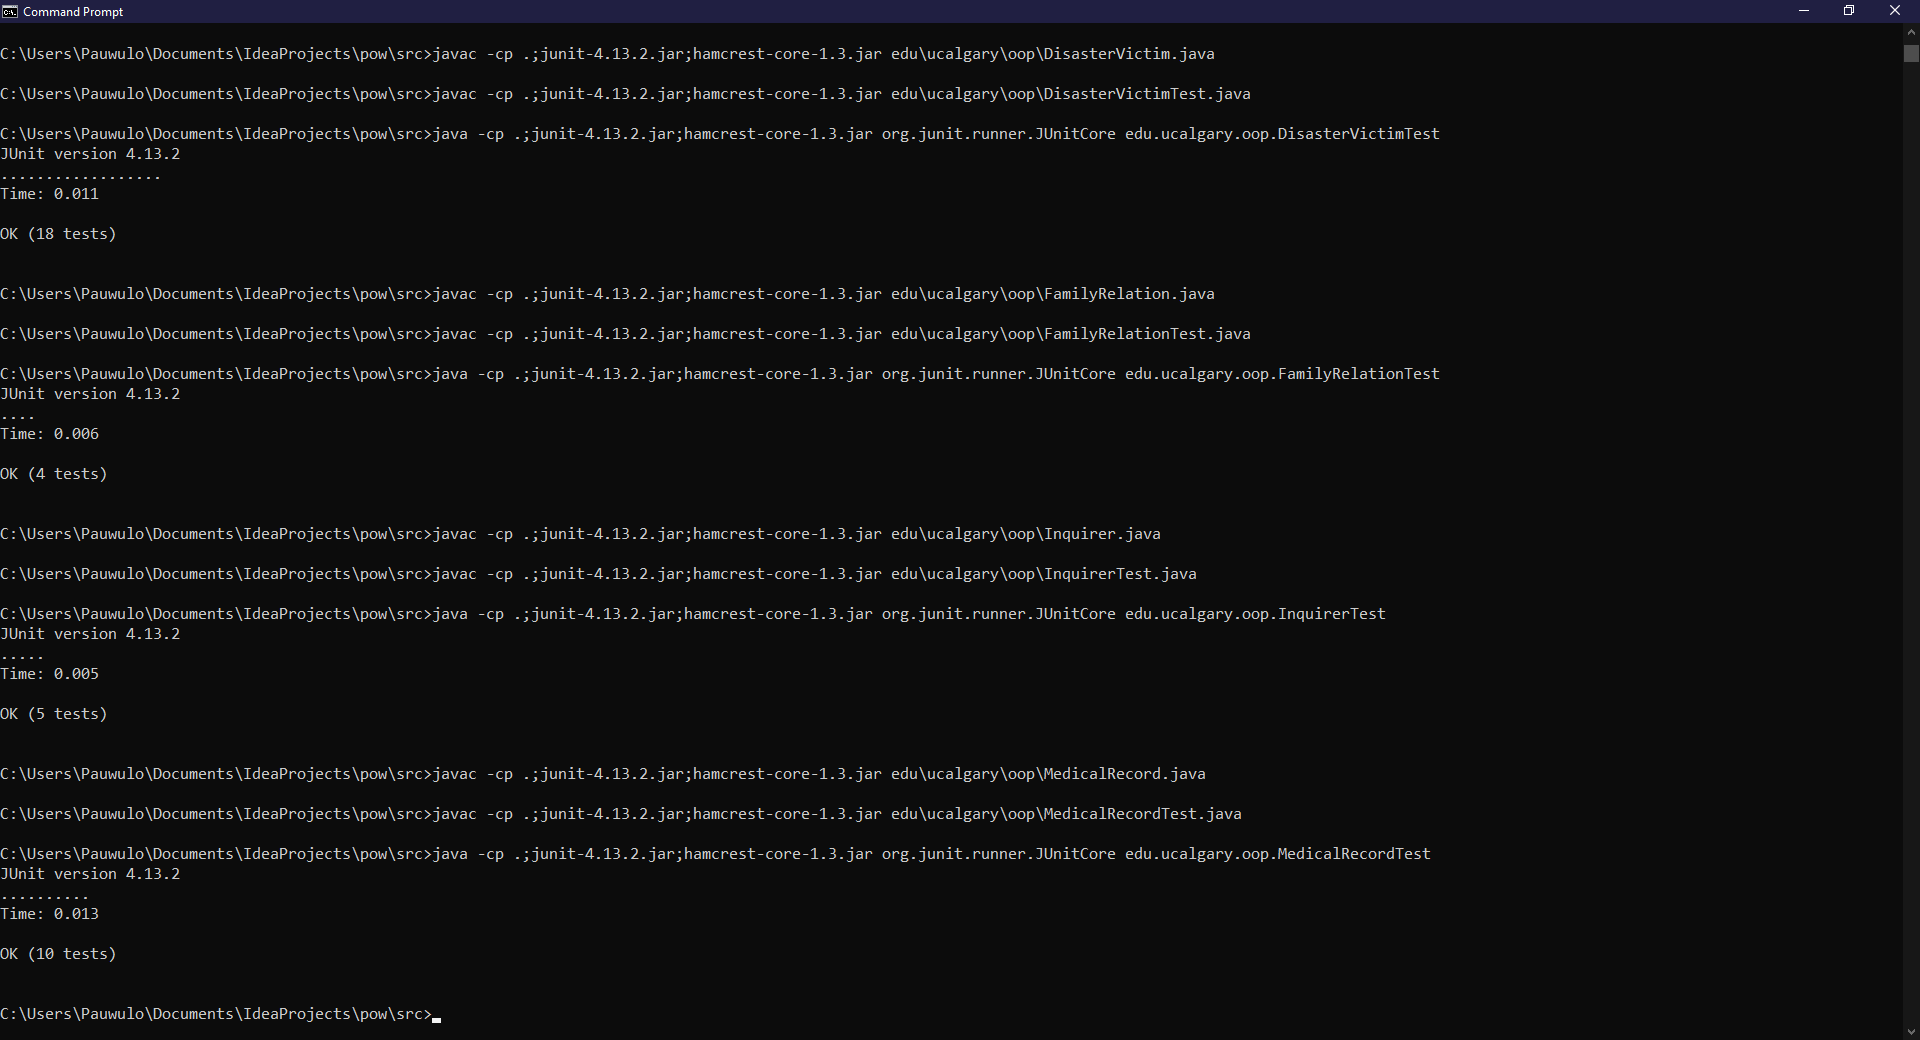 Command Prompt
C:\Users\Pauwulo\Documents\IdeaProjects\pow\src>javac -cp .;junit-4.13.2.jar;hamcrest-core-1.3.jar edu\ucalgary\oop\DisasterVictim.java
C:\Users\Pauwulo\Documents\IdeaProjects\pow\src>javac -cp .;junit-4.13.2.jar;hamcrest-core-1.3.jar edu\ucalgary\oop\DisasterVictimTest.java
C:\Users\Pauwulo\Documents\IdeaProjects\pow\src>java -cp .;junit-4.13.2.jar;hamcrest-core-1.3.jar org.junit.runner.JUnitCore edu.ucalgary.oop.DisasterVictimTest
JUnit version 4.13.2
..................
Time: 0.011
OK (18 tests)
C:\Users\Pauwulo\Documents\IdeaProjects\pow\src>javac -cp .;junit-4.13.2.jar;hamcrest-core-1.3.jar edu\ucalgary\oop\FamilyRelation.java
C:\Users\Pauwulo\Documents\IdeaProjects\pow\src>javac -cp .;junit-4.13.2.jar;hamcrest-core-1.3.jar edu\ucalgary\oop\FamilyRelationTest.java
C:\Users\Pauwulo\Documents\IdeaProjects\pow\src>java -cp .;junit-4.13.2.jar;hamcrest-core-1.3.jar org.junit.runner.JUnitCore edu.ucalgary.oop.FamilyRelationTest
JUnit version 4.13.2
....
Time: 0.006
OK (4 tests)
C:\Users\Pauwulo\Documents\IdeaProjects\pow\src>javac -cp .;junit-4.13.2.jar;hamcrest-core-1.3.jar edu\ucalgary\oop\Inquirer.java
C:\Users\Pauwulo\Documents\IdeaProjects\pow\src>javac -cp .;junit-4.13.2.jar;hamcrest-core-1.3.jar edu\ucalgary\oop\InquirerTest.java
C:\Users\Pauwulo\Documents\IdeaProjects\pow\src>java -cp .;junit-4.13.2.jar;hamcrest-core-1.3.jar org.junit.runner.JUnitCore edu.ucalgary.oop.InquirerTest
JUnit version 4.13.2
.....
Time: 0.005
OK (5 tests)
C:\Users\Pauwulo\Documents\IdeaProjects\pow\src>javac -cp .;junit-4.13.2.jar;hamcrest-core-1.3.jar edu\ucalgary\oop\MedicalRecord.java
C:\Users\Pauwulo\Documents\IdeaProjects\pow\src>javac -cp .;junit-4.13.2.jar;hamcrest-core-1.3.jar edu\ucalgary\oop\MedicalRecordTest.java
C:\Users\Pauwulo\Documents\IdeaProjects\pow\src>java -cp .;junit-4.13.2.jar;hamcrest-core-1.3.jar org.junit.runner.JUnitCore edu.ucalgary.oop.MedicalRecordTest
JUnit version 4.13.2
..........
Time: 0.013
OK (10 tests)
C:\Users\Pauwulo\Documents\IdeaProjects\pow\src>